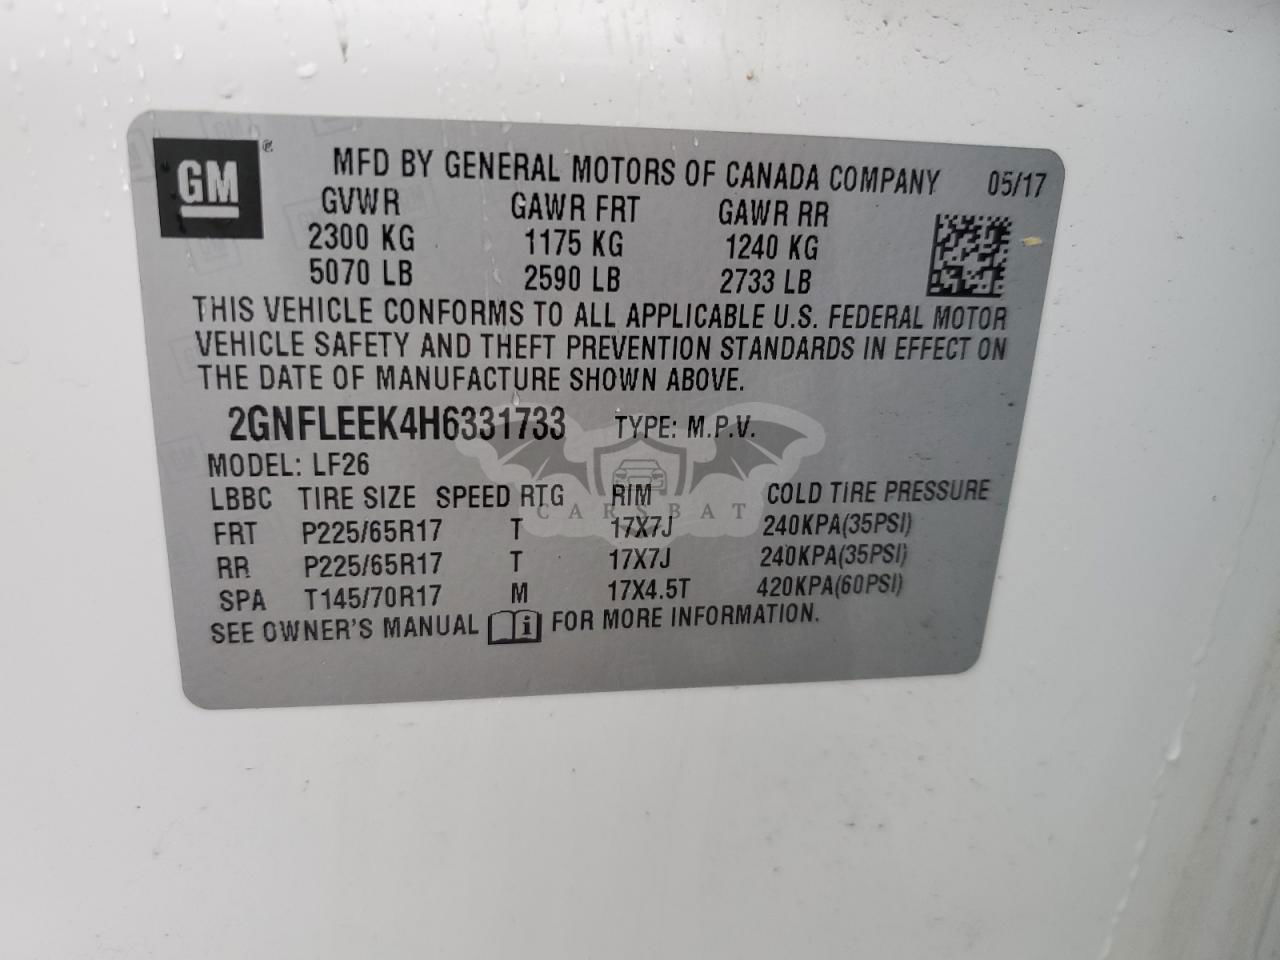 GM ®
MFD BY GENERAL MOTORS OF CANADA COMPANY 05/17
GVWR GAWR FRT GAWR RR
2300 KG 1175 KG 1240 KG
5070 LB 2590 LB 2733 LB
THIS VEHICLE CONFORMS TO ALL APPLICABLE U.S. FEDERAL MOTOR
VEHICLE SAFETY AND THEFT PREVENTION STANDARDS IN EFFECT ON
THE DATE OF MANUFACTURE SHOWN ABOVE.
2GNFLEEK4H6331733 TYPE: M.P.V.
MODEL: LF26
LBBC TIRE SIZE SPEED RTG RIM COLD TIRE PRESSURE
CARSBAT
FRT P225/65R17 T 17X7J 240KPA(35PSI)
RR P225/65R17 T 17X7J 240KPA(35PSI)
SPA T145/70R17 M 17X4.5T 420KPA(60PSI)
SEE OWNER'S MANUAL i FOR MORE INFORMATION.